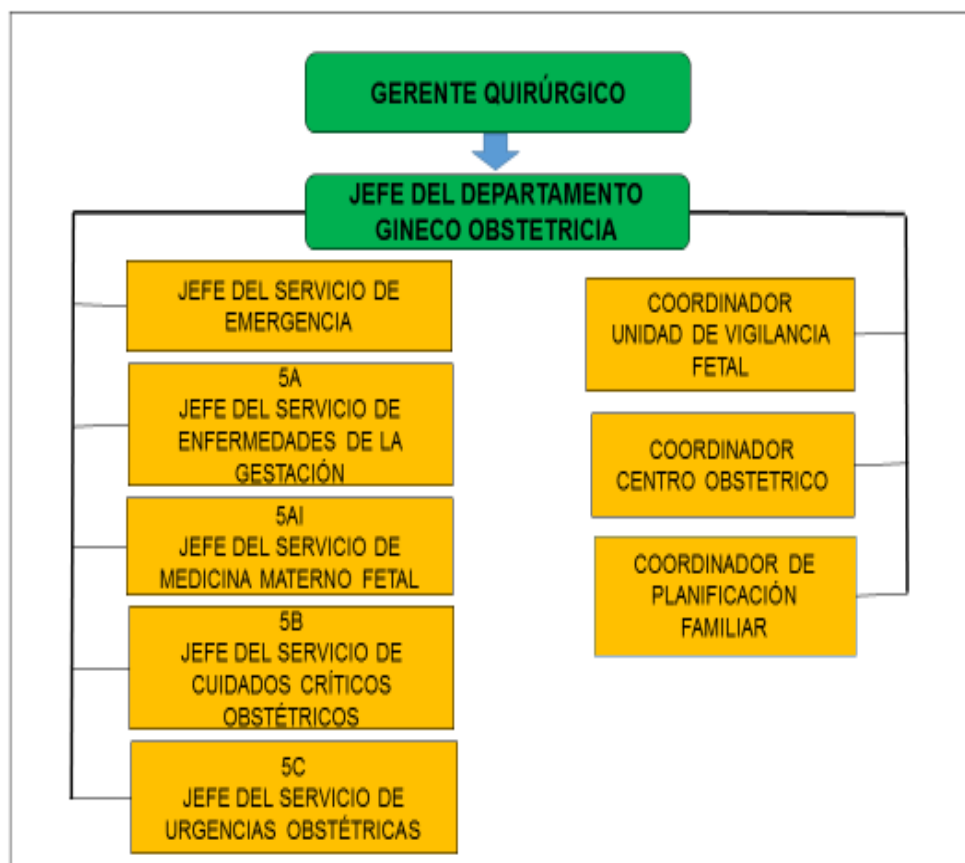 GERENTE QUIRÚRGICO
JEFE DEL DEPARTAMENTO
GINECO OBSTETRICIA
JEFE DEL SERVICIO DE
EMERGENCIA
5A
JEFE DEL SERVICIO DE
ENFERMEDADES DE LA
GESTACIÓN
5AI
JEFE DEL SERVICIO DE
MEDICINA MATERNO FETAL
5B
JEFE DEL SERVICIO DE
CUIDADOS CRÍTICOS
OBSTÉTRICOS
5C
JEFE DEL SERVICIO DE
URGENCIAS OBSTÉTRICAS
COORDINADOR
UNIDAD DE VIGILANCIA
FETAL
COORDINADOR
CENTRO OBSTETRICO
COORDINADOR DE
PLANIFICACIÓN
FAMILIAR